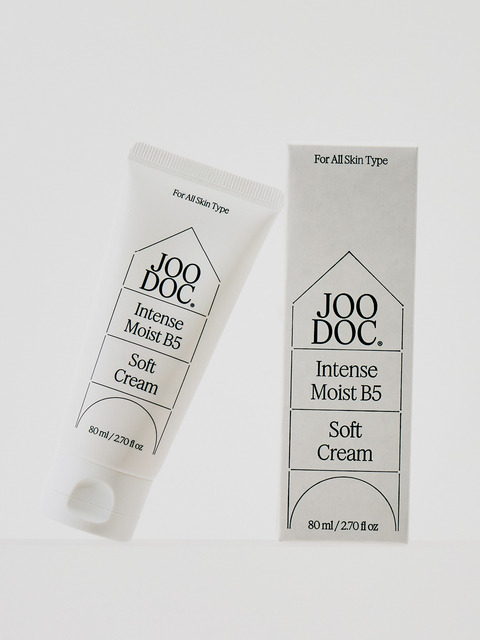 For All Skin Type
JOO
DOC®
Intense
Moist B5
Soft
Cream
80 ml / 2.70 fl oz
For All Skin Type
JOO
DOC®
Intense
Moist B5
Soft
Cream
80 ml / 2.70 fl oz